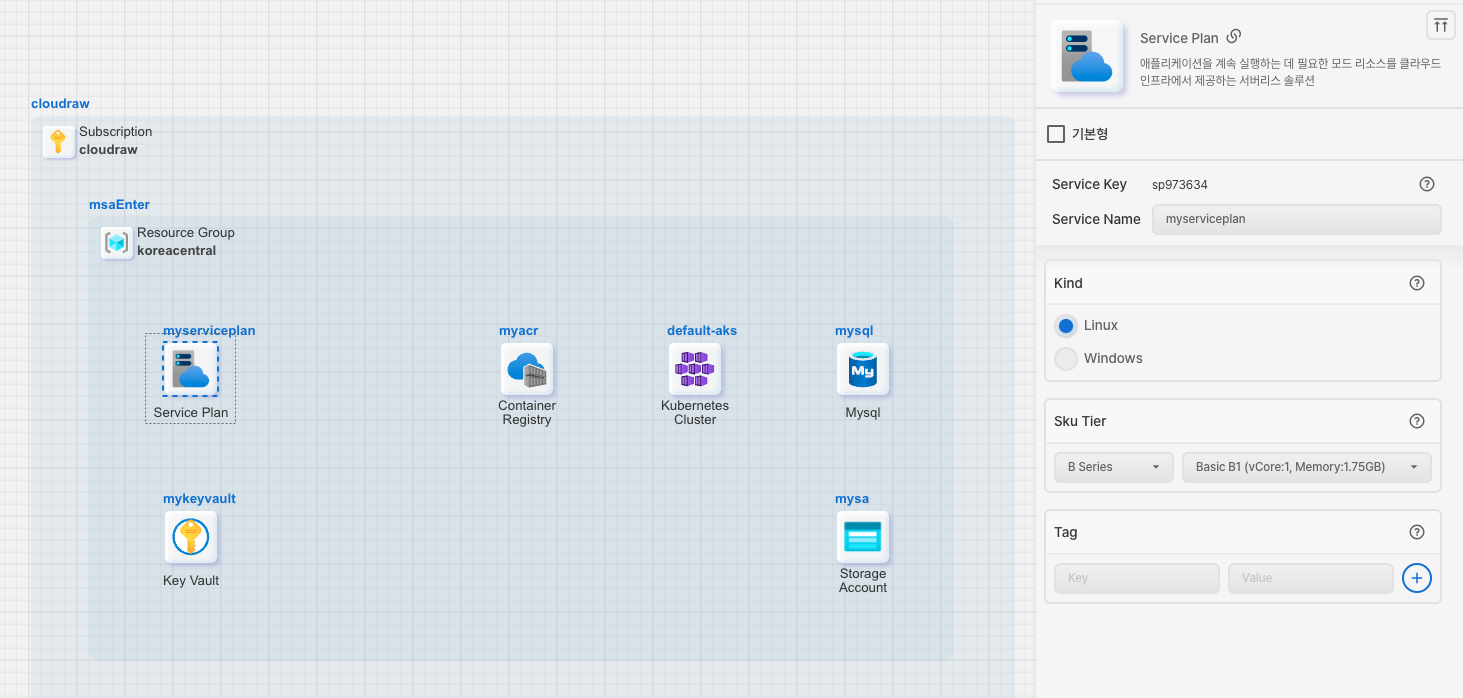 cloudraw
Subscription
cloudraw
msaEnter
Resource Group
koreacentral
myserviceplan
Service Plan
myacr
Container
Registry
default-aks
Kubernetes
Cluster
mysql
My
Mysql
mykeyvault
Key Vault
mysa
Storage
Account
Service Plan
애플리케이션을 계속 실행하는 데 필요한 모드 리소스를 클라우드
인프라에서 제공하는 서버리스 솔루션
기본형
Service Key sp973634
Service Name myserviceplan
Kind
Linux
Windows
Sku Tier
B Series Basic B1 (vCore:1, Memory:1.75GB)
Tag
Key Value